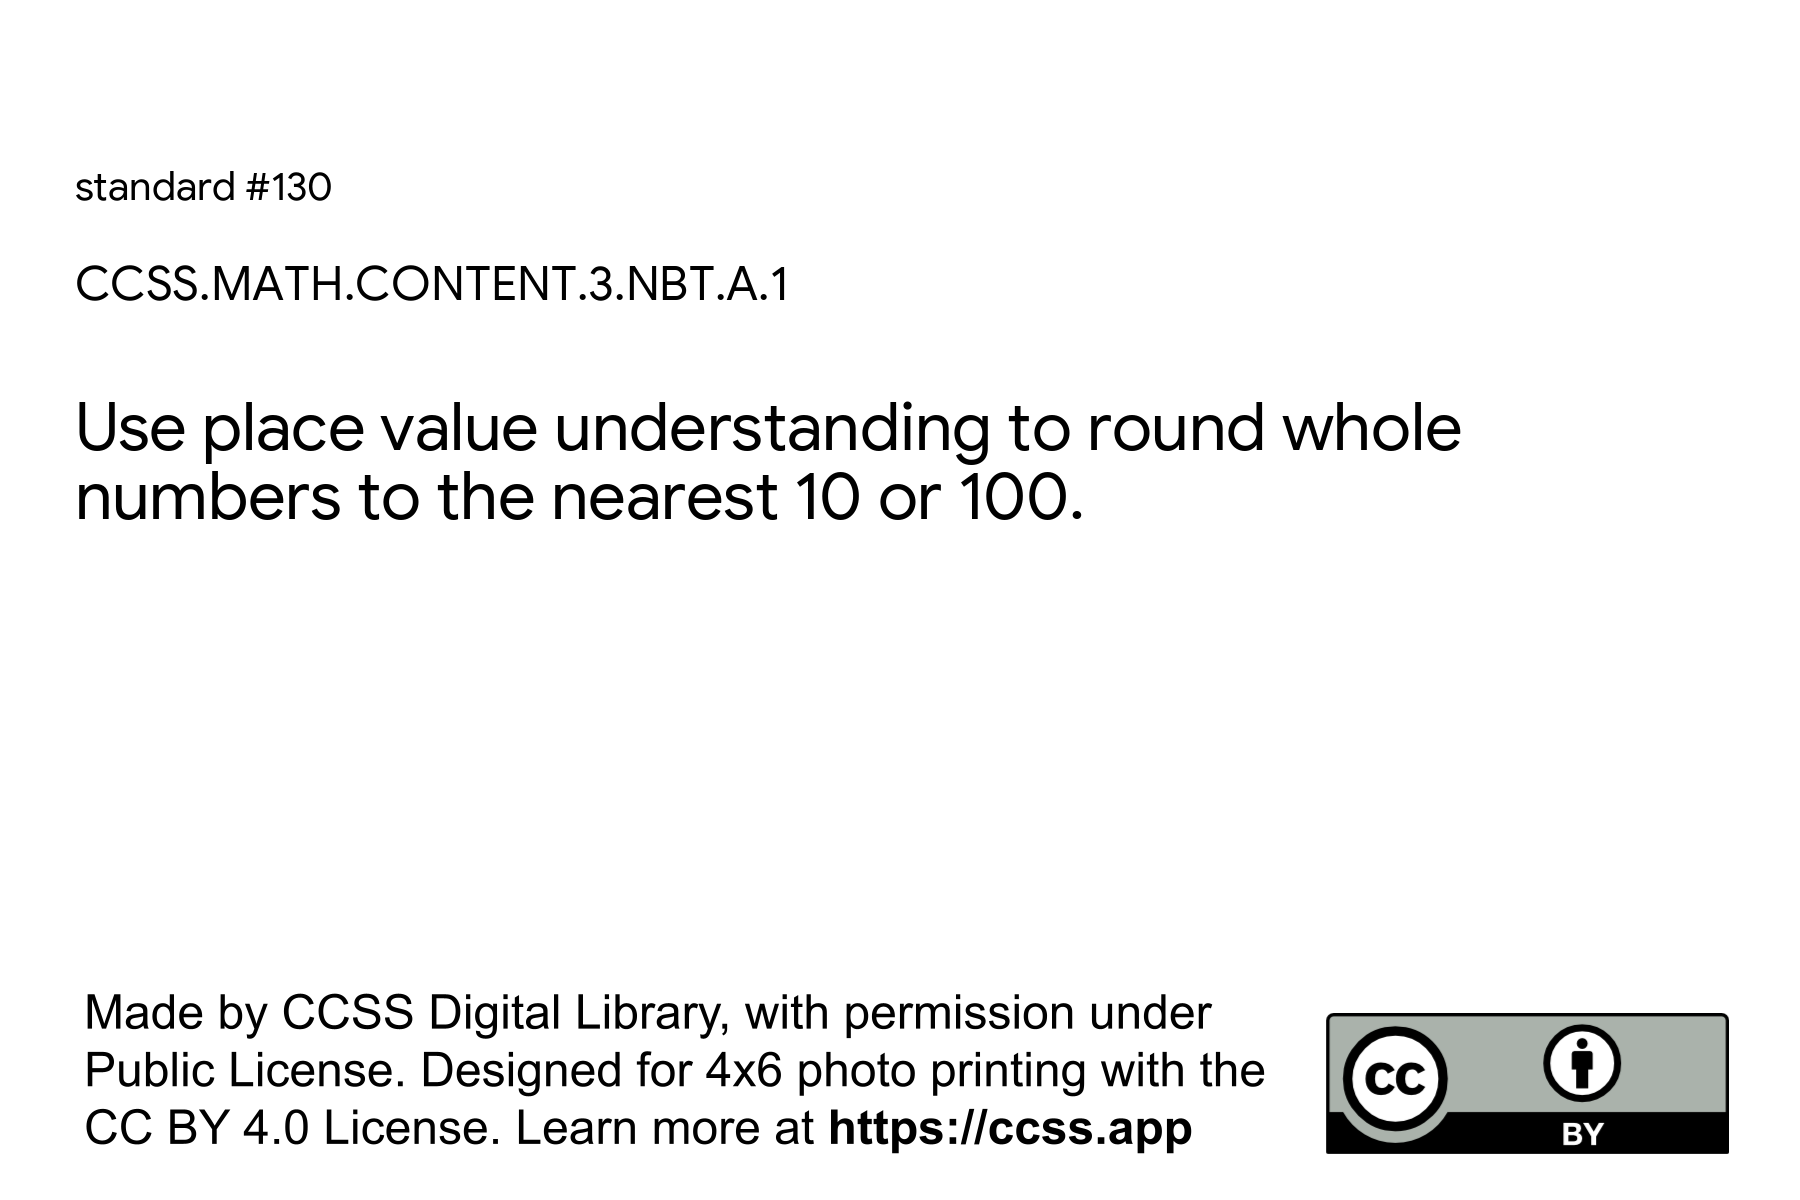 standard #130
CCSS.MATH.CONTENT.3.NBT.A.1
Use place value understanding to round whole
numbers to the nearest 10 or 100.
Made by CCSS Digital Library, with permission under
Public License. Designed for 4x6 photo printing with the
CC BY 4.0 License. Learn more at https://ccss.app
cc
BY